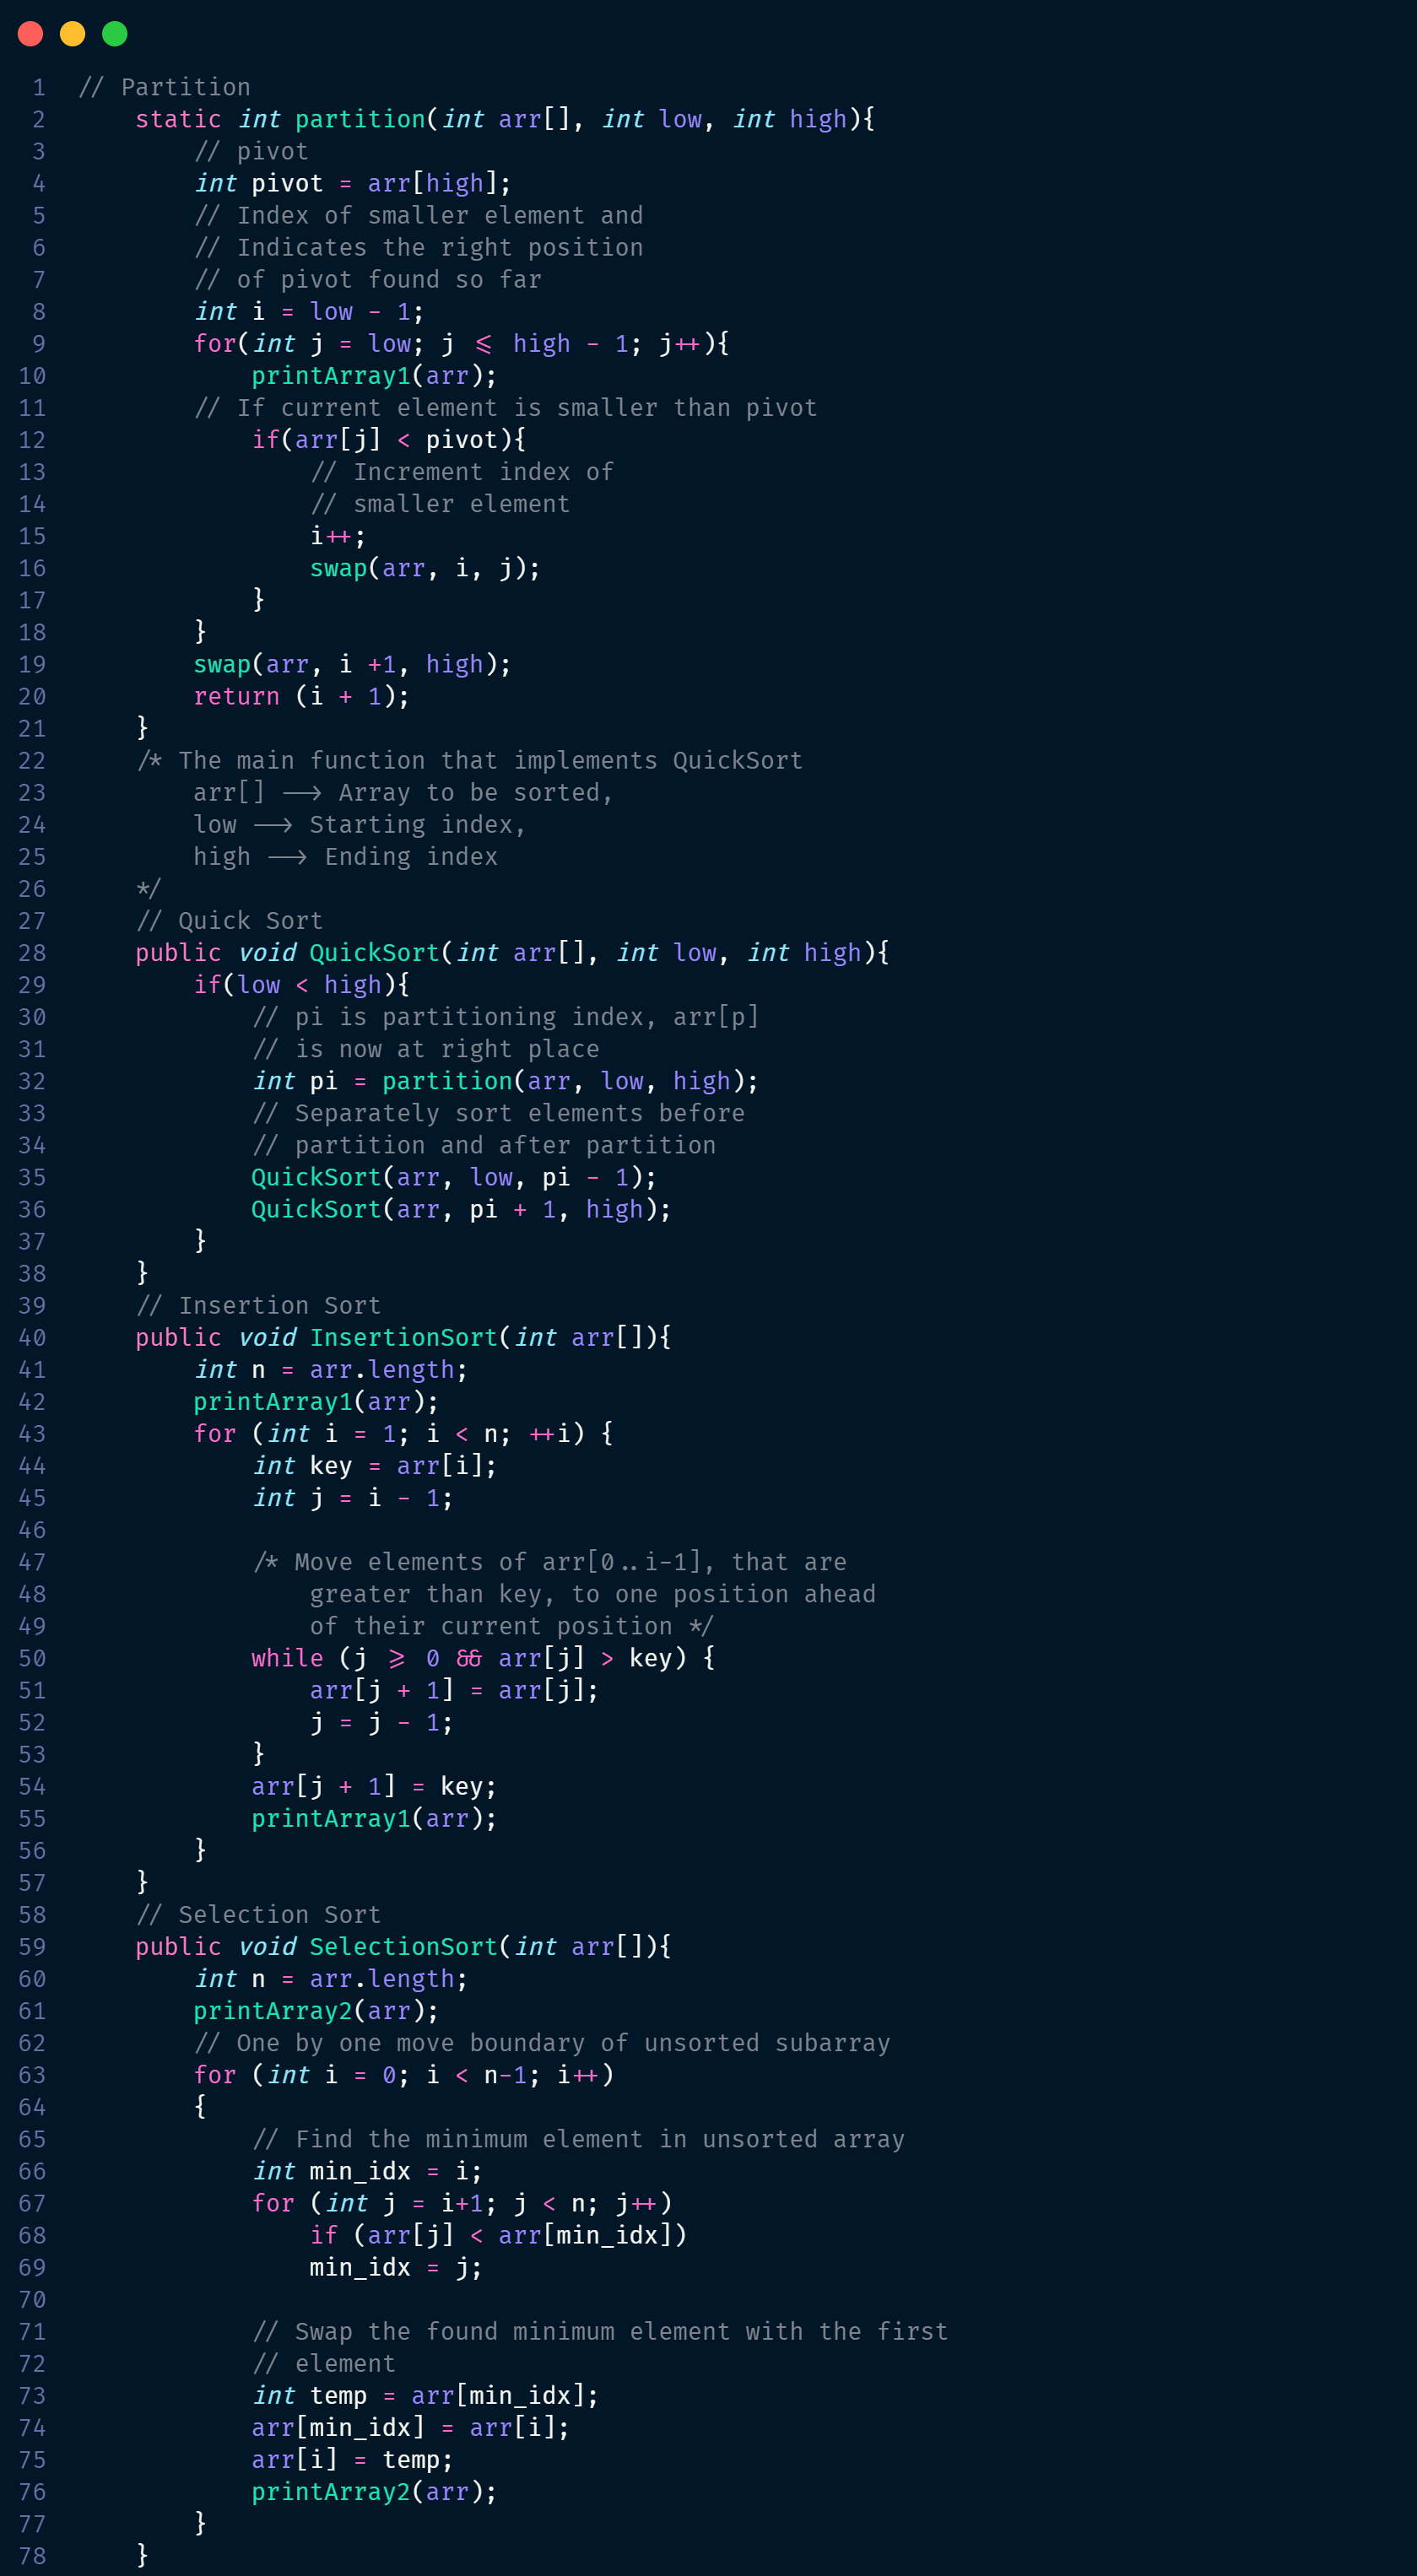 1 // Partition
2     static int partition(int arr[], int low, int high){
3         // pivot
4         int pivot = arr[high];
5         // Index of smaller element and
6         // Indicates the right position
7         // of pivot found so far
8         int i = low - 1;
9         for(int j = low; j <= high - 1; j++){
10             printArray1(arr);
11         // If current element is smaller than pivot
12             if(arr[j] < pivot){
13                 // Increment index of
14                 // smaller element
15                 i++;
16                 swap(arr, i, j);
17             }
18         }
19         swap(arr, i +1, high);
20         return (i + 1);
21     }
22     /* The main function that implements QuickSort
23         arr[] --> Array to be sorted,
24         low --> Starting index,
25         high --> Ending index
26     */
27     // Quick Sort
28     public void QuickSort(int arr[], int low, int high){
29         if(low < high){
30             // pi is partitioning index, arr[p]
31             // is now at right place
32             int pi = partition(arr, low, high);
33             // Separately sort elements before
34             // partition and after partition
35             QuickSort(arr, low, pi - 1);
36             QuickSort(arr, pi + 1, high);
37         }
38     }
39     // Insertion Sort
40     public void InsertionSort(int arr[]){
41         int n = arr.length;
42         printArray1(arr);
43         for (int i = 1; i < n; ++i) {
44             int key = arr[i];
45             int j = i - 1;
46
47             /* Move elements of arr[0..i-1], that are
48                 greater than key, to one position ahead
49                 of their current position */
50             while (j >= 0 && arr[j] > key) {
51                 arr[j + 1] = arr[j];
52                 j = j - 1;
53             }
54             arr[j + 1] = key;
55             printArray1(arr);
56         }
57     }
58     // Selection Sort
59     public void SelectionSort(int arr[]){
60         int n = arr.length;
61         printArray2(arr);
62         // One by one move boundary of unsorted subarray
63         for (int i = 0; i < n-1; i++)
64         {
65             // Find the minimum element in unsorted array
66             int min_idx = i;
67             for (int j = i+1; j < n; j++)
68                 if (arr[j] < arr[min_idx])
69                 min_idx = j;
70
71             // Swap the found minimum element with the first
72             // element
73             int temp = arr[min_idx];
74             arr[min_idx] = arr[i];
75             arr[i] = temp;
76             printArray2(arr);
77         }
78     }